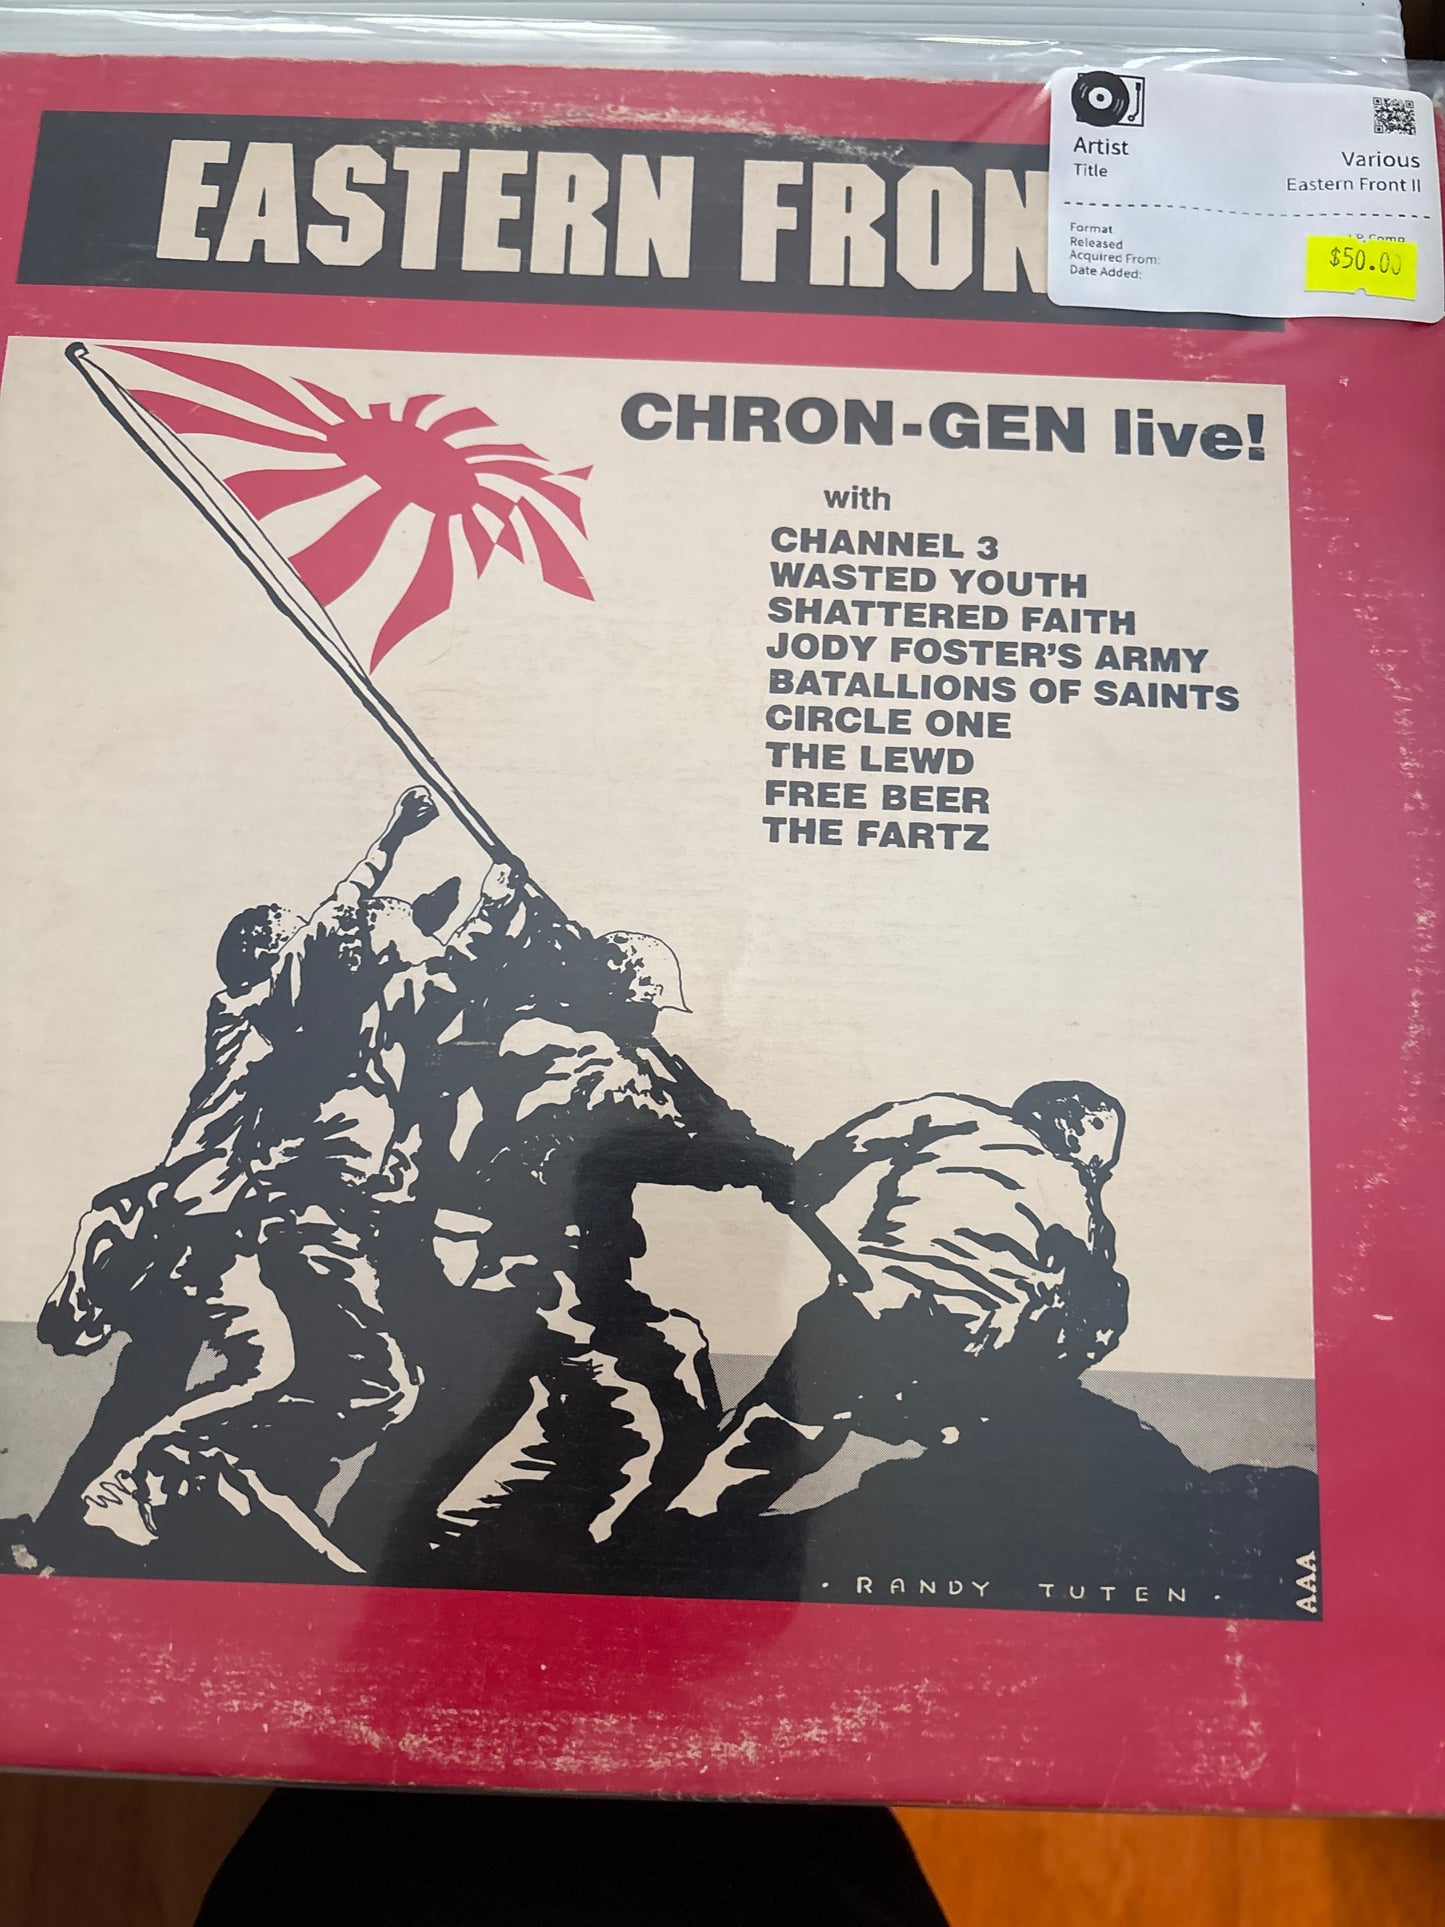 EASTERN FRON
Artist
Various
Title
Eastern Front II
Format
Released
Acquired From:
Date Added:
$50.00
CHRON-GEN live!
with
CHANNEL 3
WASTED YOUTH
SHATTERED FAITH
JODY FOSTER'S ARMY
BATALLIONS OF SAINTS
CIRCLE ONE
THE LEWD
FREE BEER
THE FARTZ
· RANDY TUTEN ·
AAA